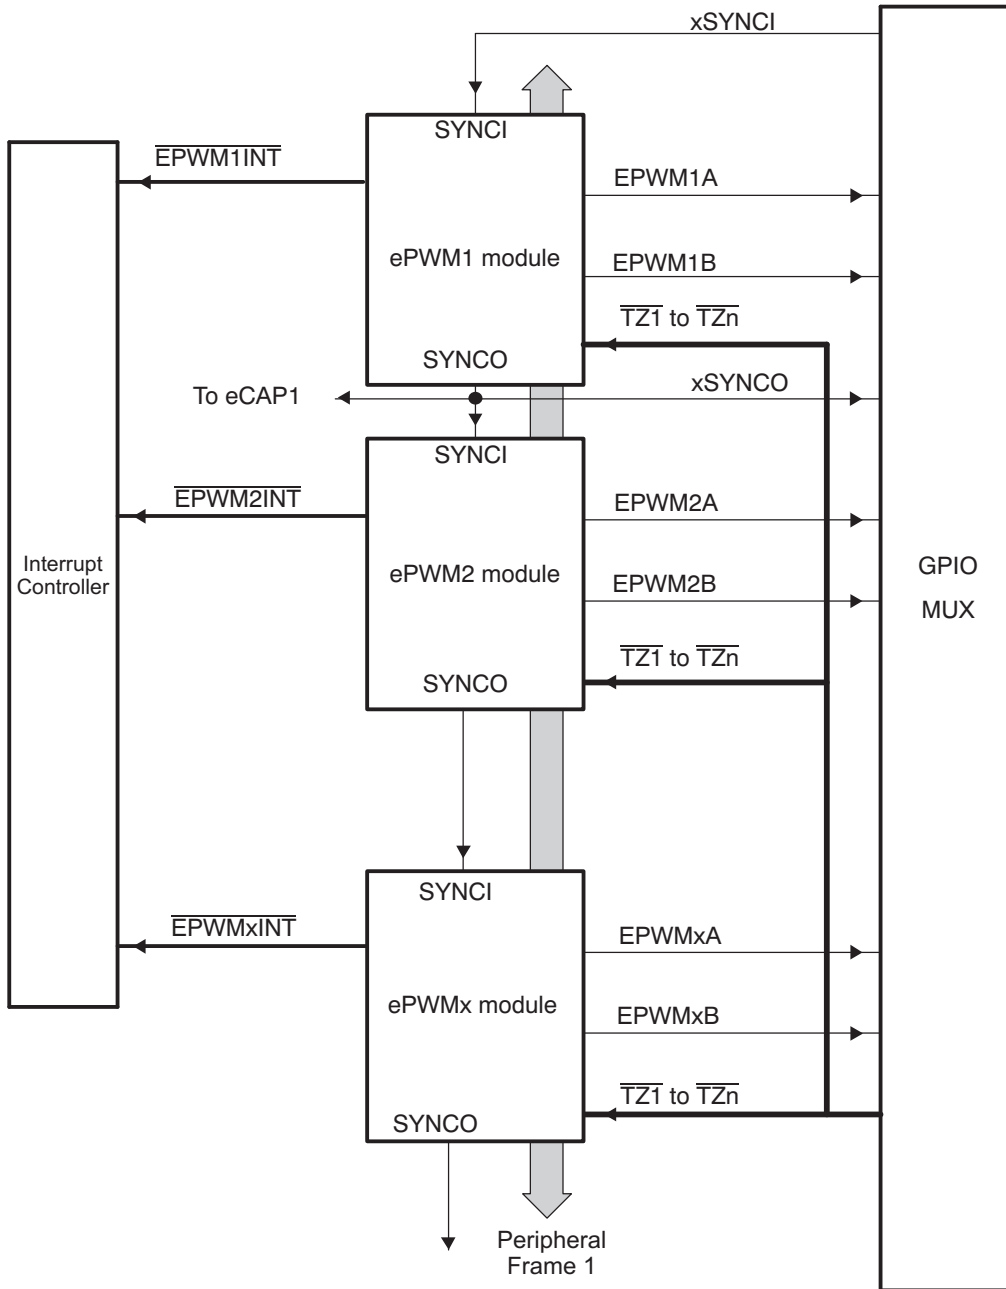 xSYNCI
SYNCI
EPWM1INT
EPWM1A
ePWM1 module
EPWM1B
TZ1 to TZn
SYNCO
To eCAP1
xSYNCO
SYNCI
EPWM2INT
EPWM2A
Interrupt
Controller
ePWM2 module
GPIO
MUX
EPWM2B
TZ1 to TZn
SYNCO
SYNCI
EPWMxINT
EPWMxA
ePWMx module
EPWMxB
TZ1 to TZn
SYNCO
Peripheral
Frame 1